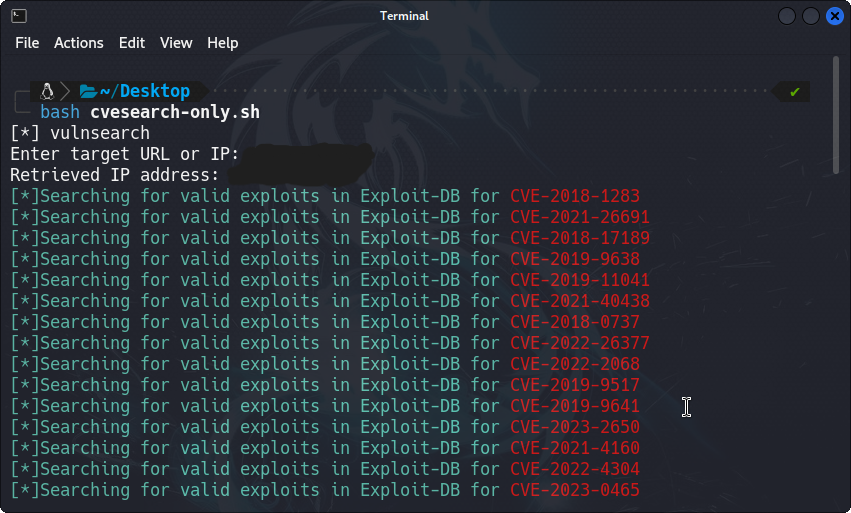 Terminal
File Actions Edit View Help
~/Desktop
bash cvesearch-only.sh
[*] vulnsearch
Enter target URL or IP:
Retrieved IP address:
[*]Searching for valid exploits in Exploit-DB for CVE-2018-1283
[*]Searching for valid exploits in Exploit-DB for CVE-2021-26691
[*]Searching for valid exploits in Exploit-DB for CVE-2018-17189
[*]Searching for valid exploits in Exploit-DB for CVE-2019-9638
[*]Searching for valid exploits in Exploit-DB for CVE-2019-11041
[*]Searching for valid exploits in Exploit-DB for CVE-2021-40438
[*]Searching for valid exploits in Exploit-DB for CVE-2018-0737
[*]Searching for valid exploits in Exploit-DB for CVE-2022-26377
[*]Searching for valid exploits in Exploit-DB for CVE-2022-2068
[*]Searching for valid exploits in Exploit-DB for CVE-2019-9517
[*]Searching for valid exploits in Exploit-DB for CVE-2019-9641
[*]Searching for valid exploits in Exploit-DB for CVE-2023-2650
[*]Searching for valid exploits in Exploit-DB for CVE-2021-4160
[*]Searching for valid exploits in Exploit-DB for CVE-2022-4304
[*]Searching for valid exploits in Exploit-DB for CVE-2023-0465